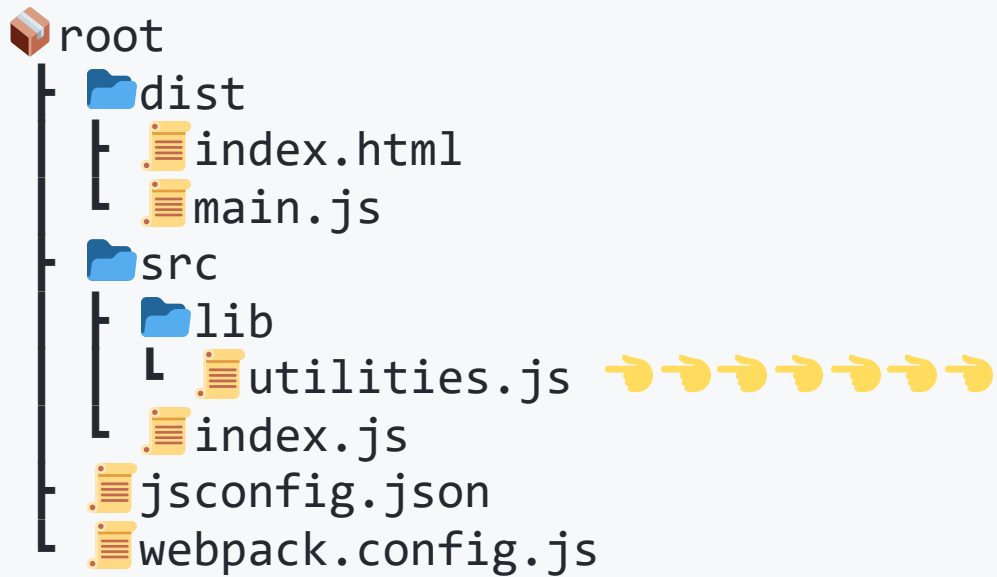 root
dist
index.html
main.js
src
lib
utilities.js
index.js
jsconfig.json
webpack.config.js